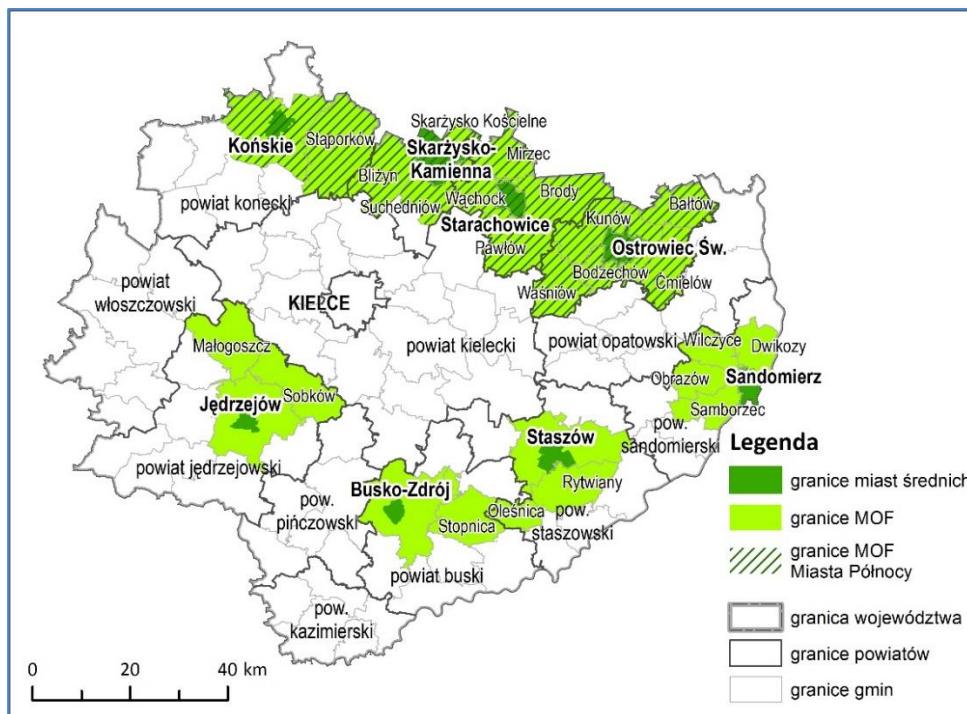 Skarżysko Kościelne
Końskie
Stąporków
Skarżysko-
Kamienna
Mirzec
Bliżyn
powiat konecki
Suchedniów
Wąchock
Brody
Starachowice
Kunów
Bałtów
Pawłów
Ostrowiec Św.
Bodzechów
Waśniów
Ćmielów
powiat
włoszczowski
KIELCE
powiat kielecki
powiat opatowski
Wilczyce
Dwikozy
Małogoszcz
Sobków
Obrazów
Sandomierz
Samborzec
Jędrzejów
pow.
sandomierski
Staszów
powiat jędrzejowski
Rytwiany
Busko-Zdrój
pow.
pińczowski
Oleśnica
Stopnica
pow.
staszowski
powiat buski
pow.
kazimierski
0 20 40 km
Legenda
granice miast średnich
granice MOF
granice MOF
Miasta Północy
granica województwa
granice powiatów
granice gmin